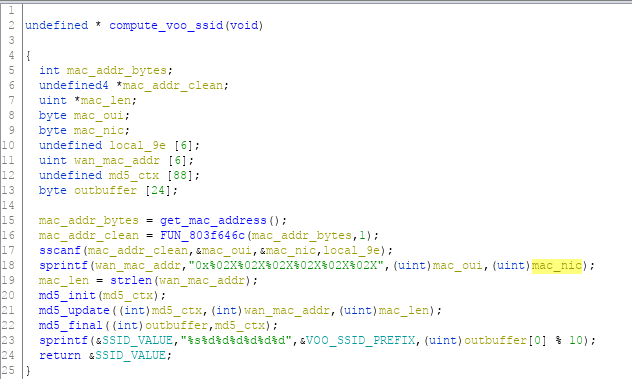 1
2 undefined * compute_voo_ssid(void)
3
4 {
5 int mac_addr_bytes;
6 undefined4 *mac_addr_clean;
7 uint *mac_len;
8 byte mac_oui;
9 byte mac_nic;
10 undefined local_9e [6];
11 uint wan_mac_addr [6];
12 undefined md5_ctx [88];
13 byte outbuffer [24];
14
15 mac_addr_bytes = get_mac_address();
16 mac_addr_clean = FUN_803f646c(mac_addr_bytes,1);
17 sscanf(mac_addr_clean,&mac_oui,&mac_nic,local_9e);
18 sprintf(wan_mac_addr,"0x%02X%02X%02X%02X%02X%02X",(uint)mac_oui,(uint)mac_nic);
19 mac_len = strlen(wan_mac_addr);
20 md5_init(md5_ctx);
21 md5_update((int)md5_ctx,(int)wan_mac_addr,(uint)mac_len);
22 md5_final((int)outbuffer,md5_ctx);
23 sprintf(&SSID_VALUE,"%s%d%d%d%d%d%d",&VOO_SSID_PREFIX,(uint)outbuffer[0] % 10);
24 return &SSID_VALUE;
25 }